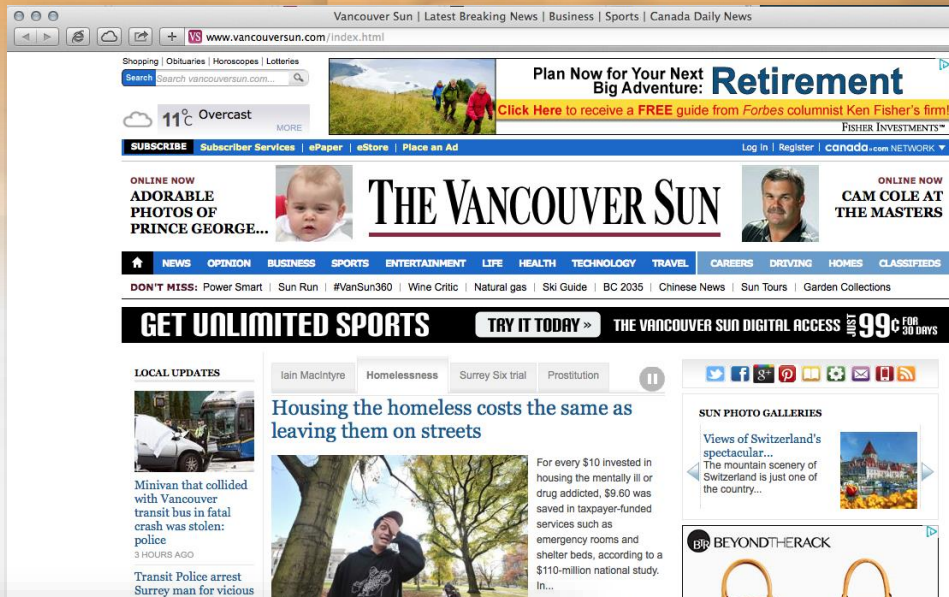 Vancouver Sun | Latest Breaking News | Business | Sports | Canada Daily News
VS www.vancouversun.com/index.html
Shopping | Obituaries | Horoscopes | Lotteries
Search Search vancouversun.com...
11°C Overcast
MORE
Plan Now for Your Next
Big Adventure: Retirement
Click Here to receive a FREE guide from Forbes columnist Ken Fisher's firm!
FISHER INVESTMENTS™
SUBSCRIBE Subscriber Services | ePaper | eStore | Place an Ad
Log In | Register | canada.com NETWORK
ONLINE NOW
ADORABLE
PHOTOS OF
PRINCE GEORGE...
THE VANCOUVER SUN
ONLINE NOW
CAM COLE AT
THE MASTERS
NEWS OPINION BUSINESS SPORTS ENTERTAINMENT LIFE HEALTH TECHNOLOGY TRAVEL CAREERS DRIVING HOMES CLASSIFIEDS
DON'T MISS: Power Smart | Sun Run | #VanSun360 | Wine Critic | Natural gas | Ski Guide | BC 2035 | Chinese News | Sun Tours | Garden Collections
GET UNLIMITED SPORTS TRY IT TODAY » THE VANCOUVER SUN DIGITAL ACCESS JUST 99¢ FOR 30 DAYS
LOCAL UPDATES
Minivan that collided
with Vancouver
transit bus in fatal
crash was stolen:
police
3 HOURS AGO
Transit Police arrest
Surrey man for vicious
Iain MacIntyre Homelessness Surrey Six trial Prostitution
Housing the homeless costs the same as
leaving them on streets
For every $10 invested in
housing the mentally ill or
drug addicted, $9.60 was
saved in taxpayer-funded
services such as
emergency rooms and
shelter beds, according to a
$110-million national study.
In...
SUN PHOTO GALLERIES
Views of Switzerland's
spectacular...
The mountain scenery of
Switzerland is just one of
the country...
BTR BEYONDTHERACK